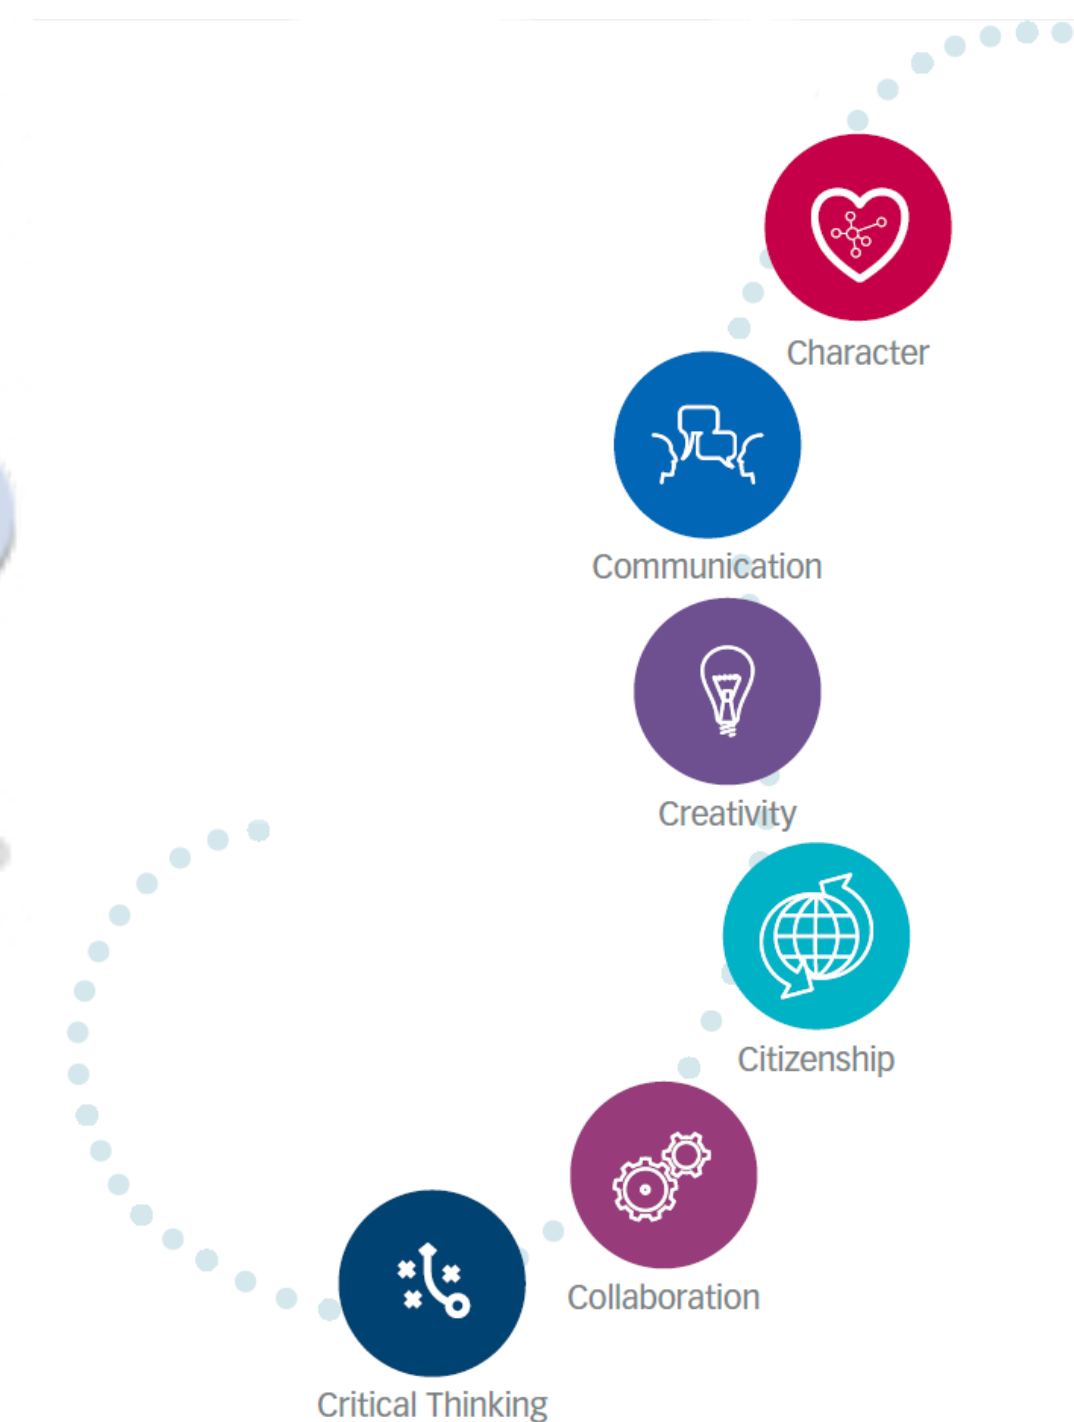 Character
Communication
Creativity
Citizenship
Collaboration
Critical Thinking